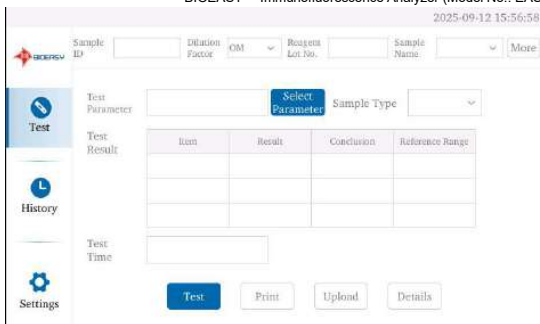 2025-09-12 15:56:58
BIOEASY
Sample ID
Dilution Factor
OM
Reagent Lot No.
Sample Name
More
Test
History
Settings
Test Parameter
Select Parameter
Sample Type
Test Result
Item Result Conclusion Reference Range
Test Time
Test Print Upload Details